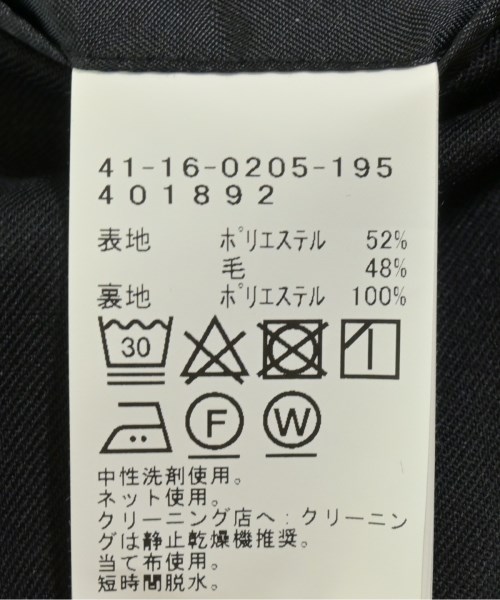 41-16-0205-195
401892
表地 ポリエステル 52%
毛 48%
裏地 ポリエステル 100%
30
F W
中性洗剤使用。
ネット使用。
クリーニング店へ:クリーニン
グは静止乾燥機推奨。
当て布使用。
短時間脱水。